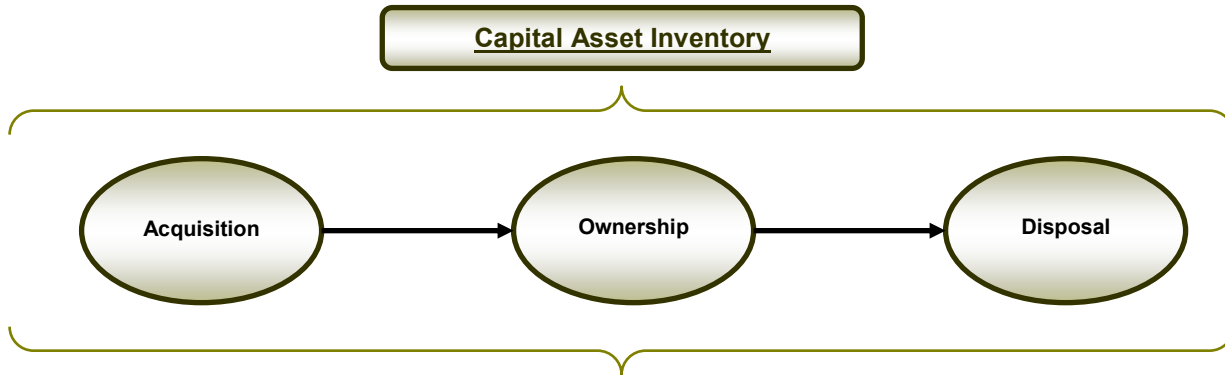 Capital Asset Inventory
Acquisition
Ownership
Disposal